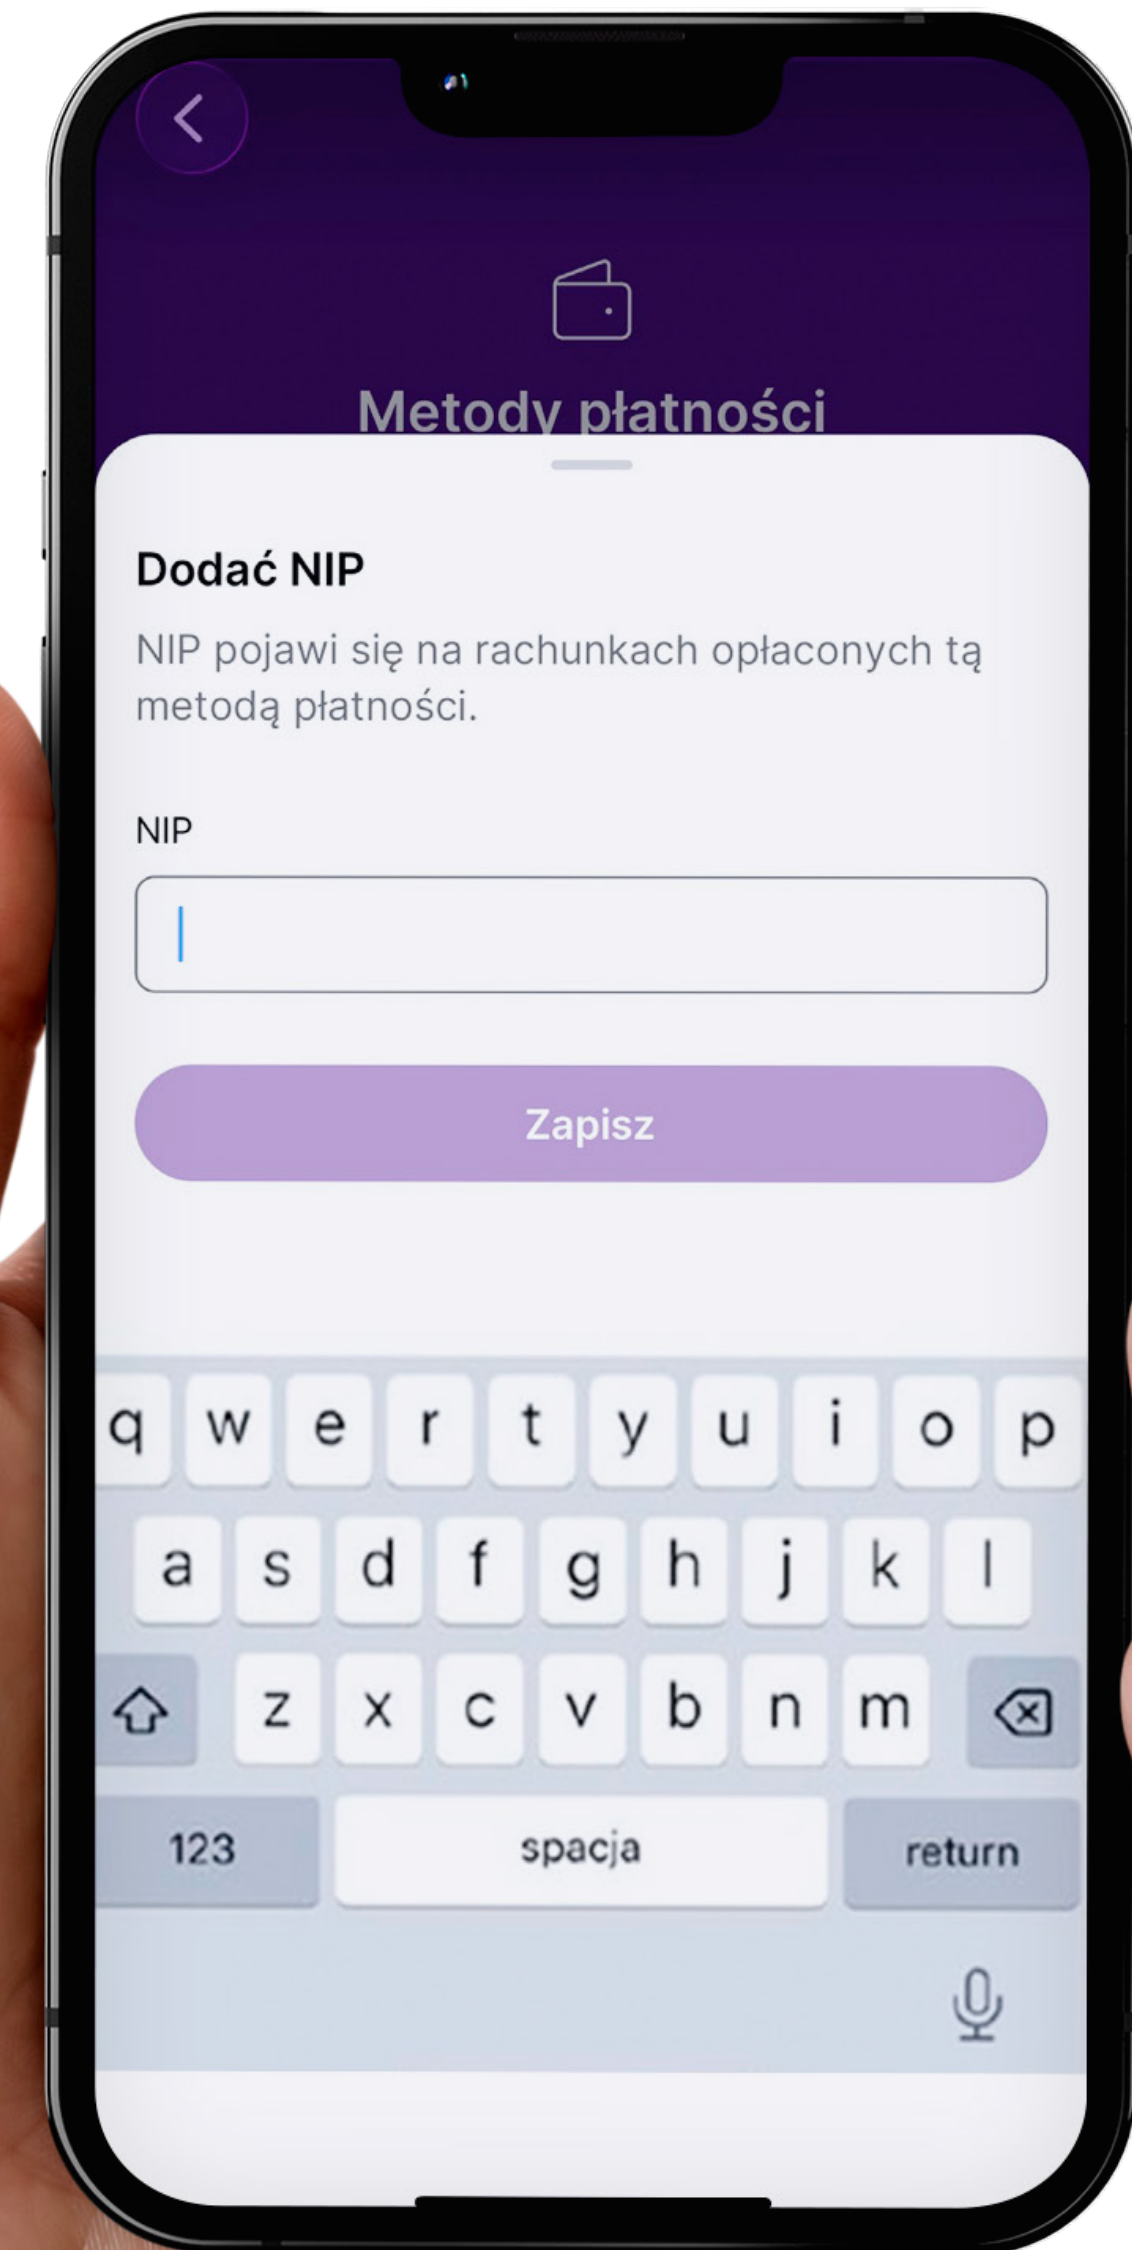 Metody płatności
Dodać NIP
NIP pojawi się na rachunkach opłaconych tą
metodą płatności.
NIP
Zapisz
q w e r t y u i o p
a s d f g h j k l
z x c v b n m
123 spacja return